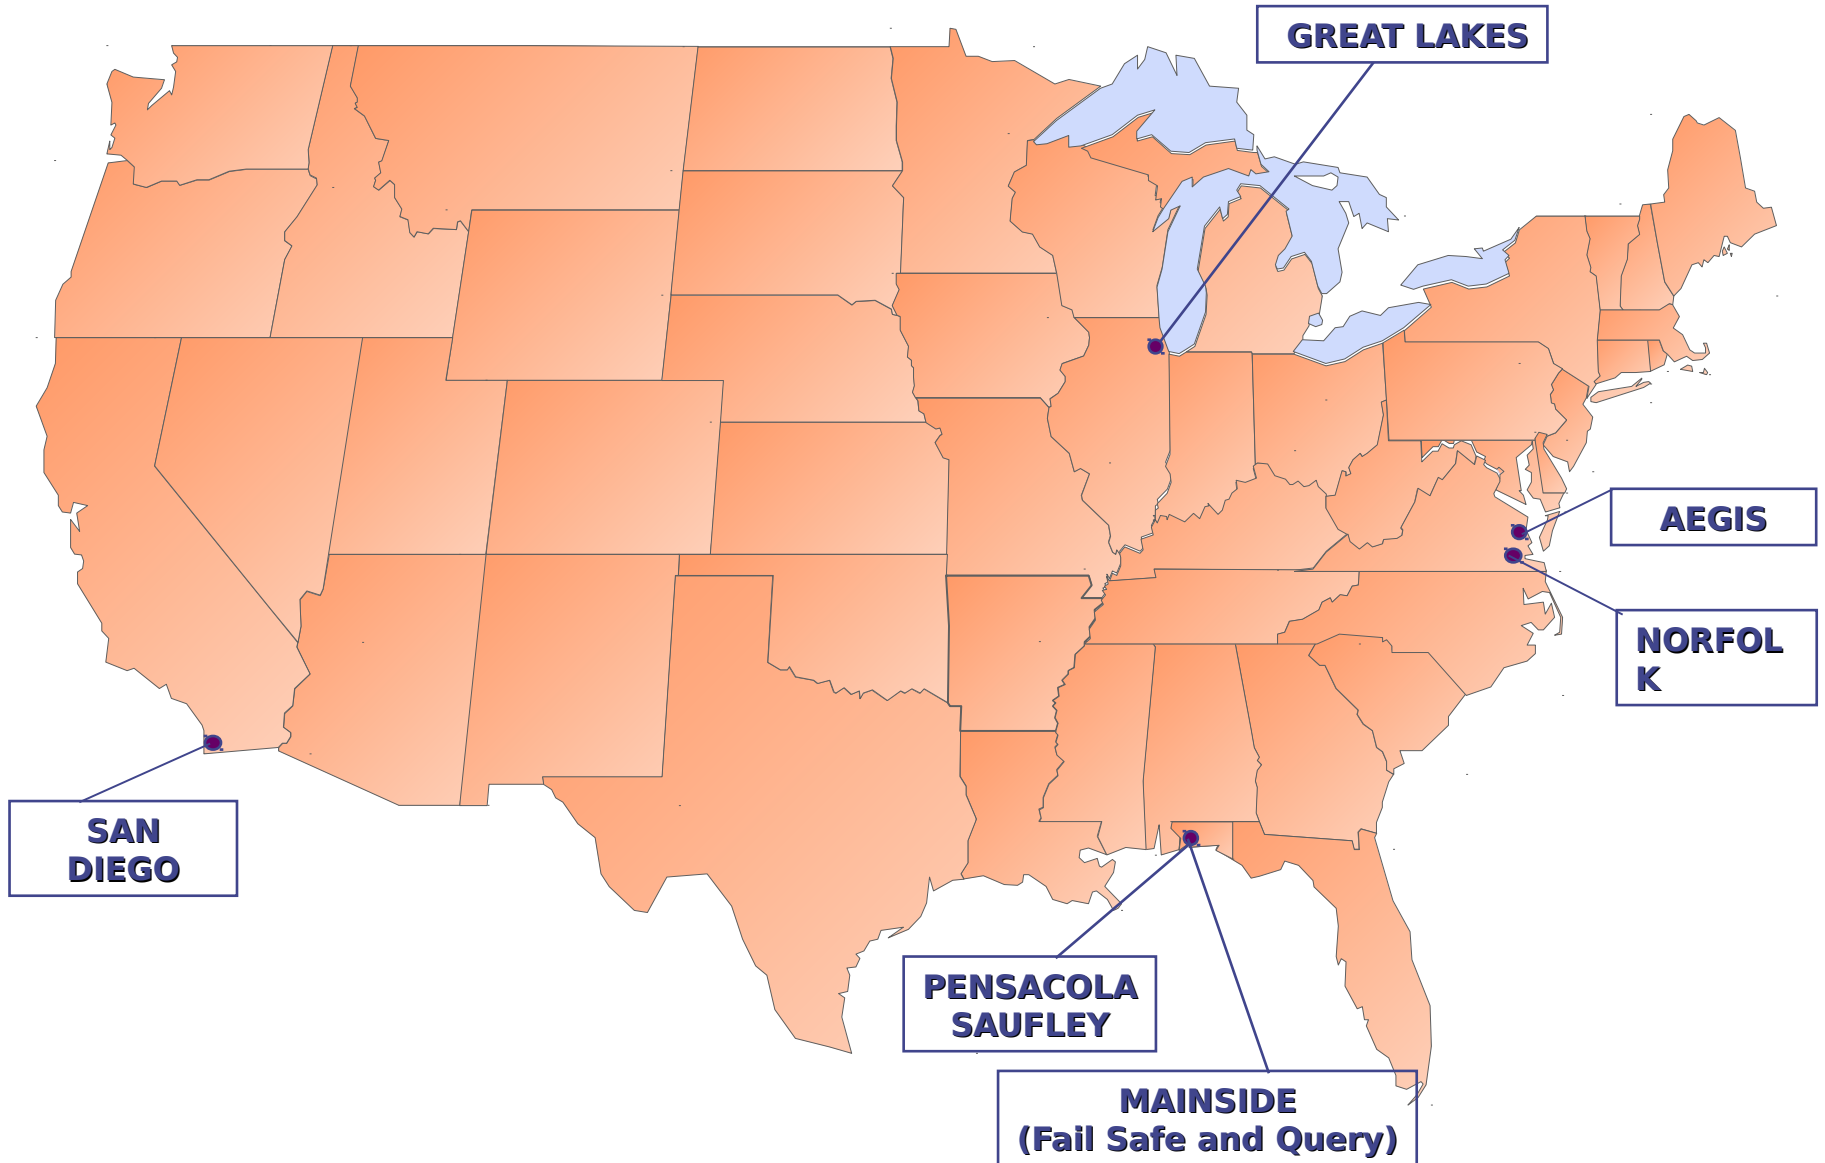 GREAT LAKES
AEGIS
NORFOL
K
SAN
DIEGO
PENSACOLA
SAUFLEY
MAINSIDE
(Fail Safe and Query)